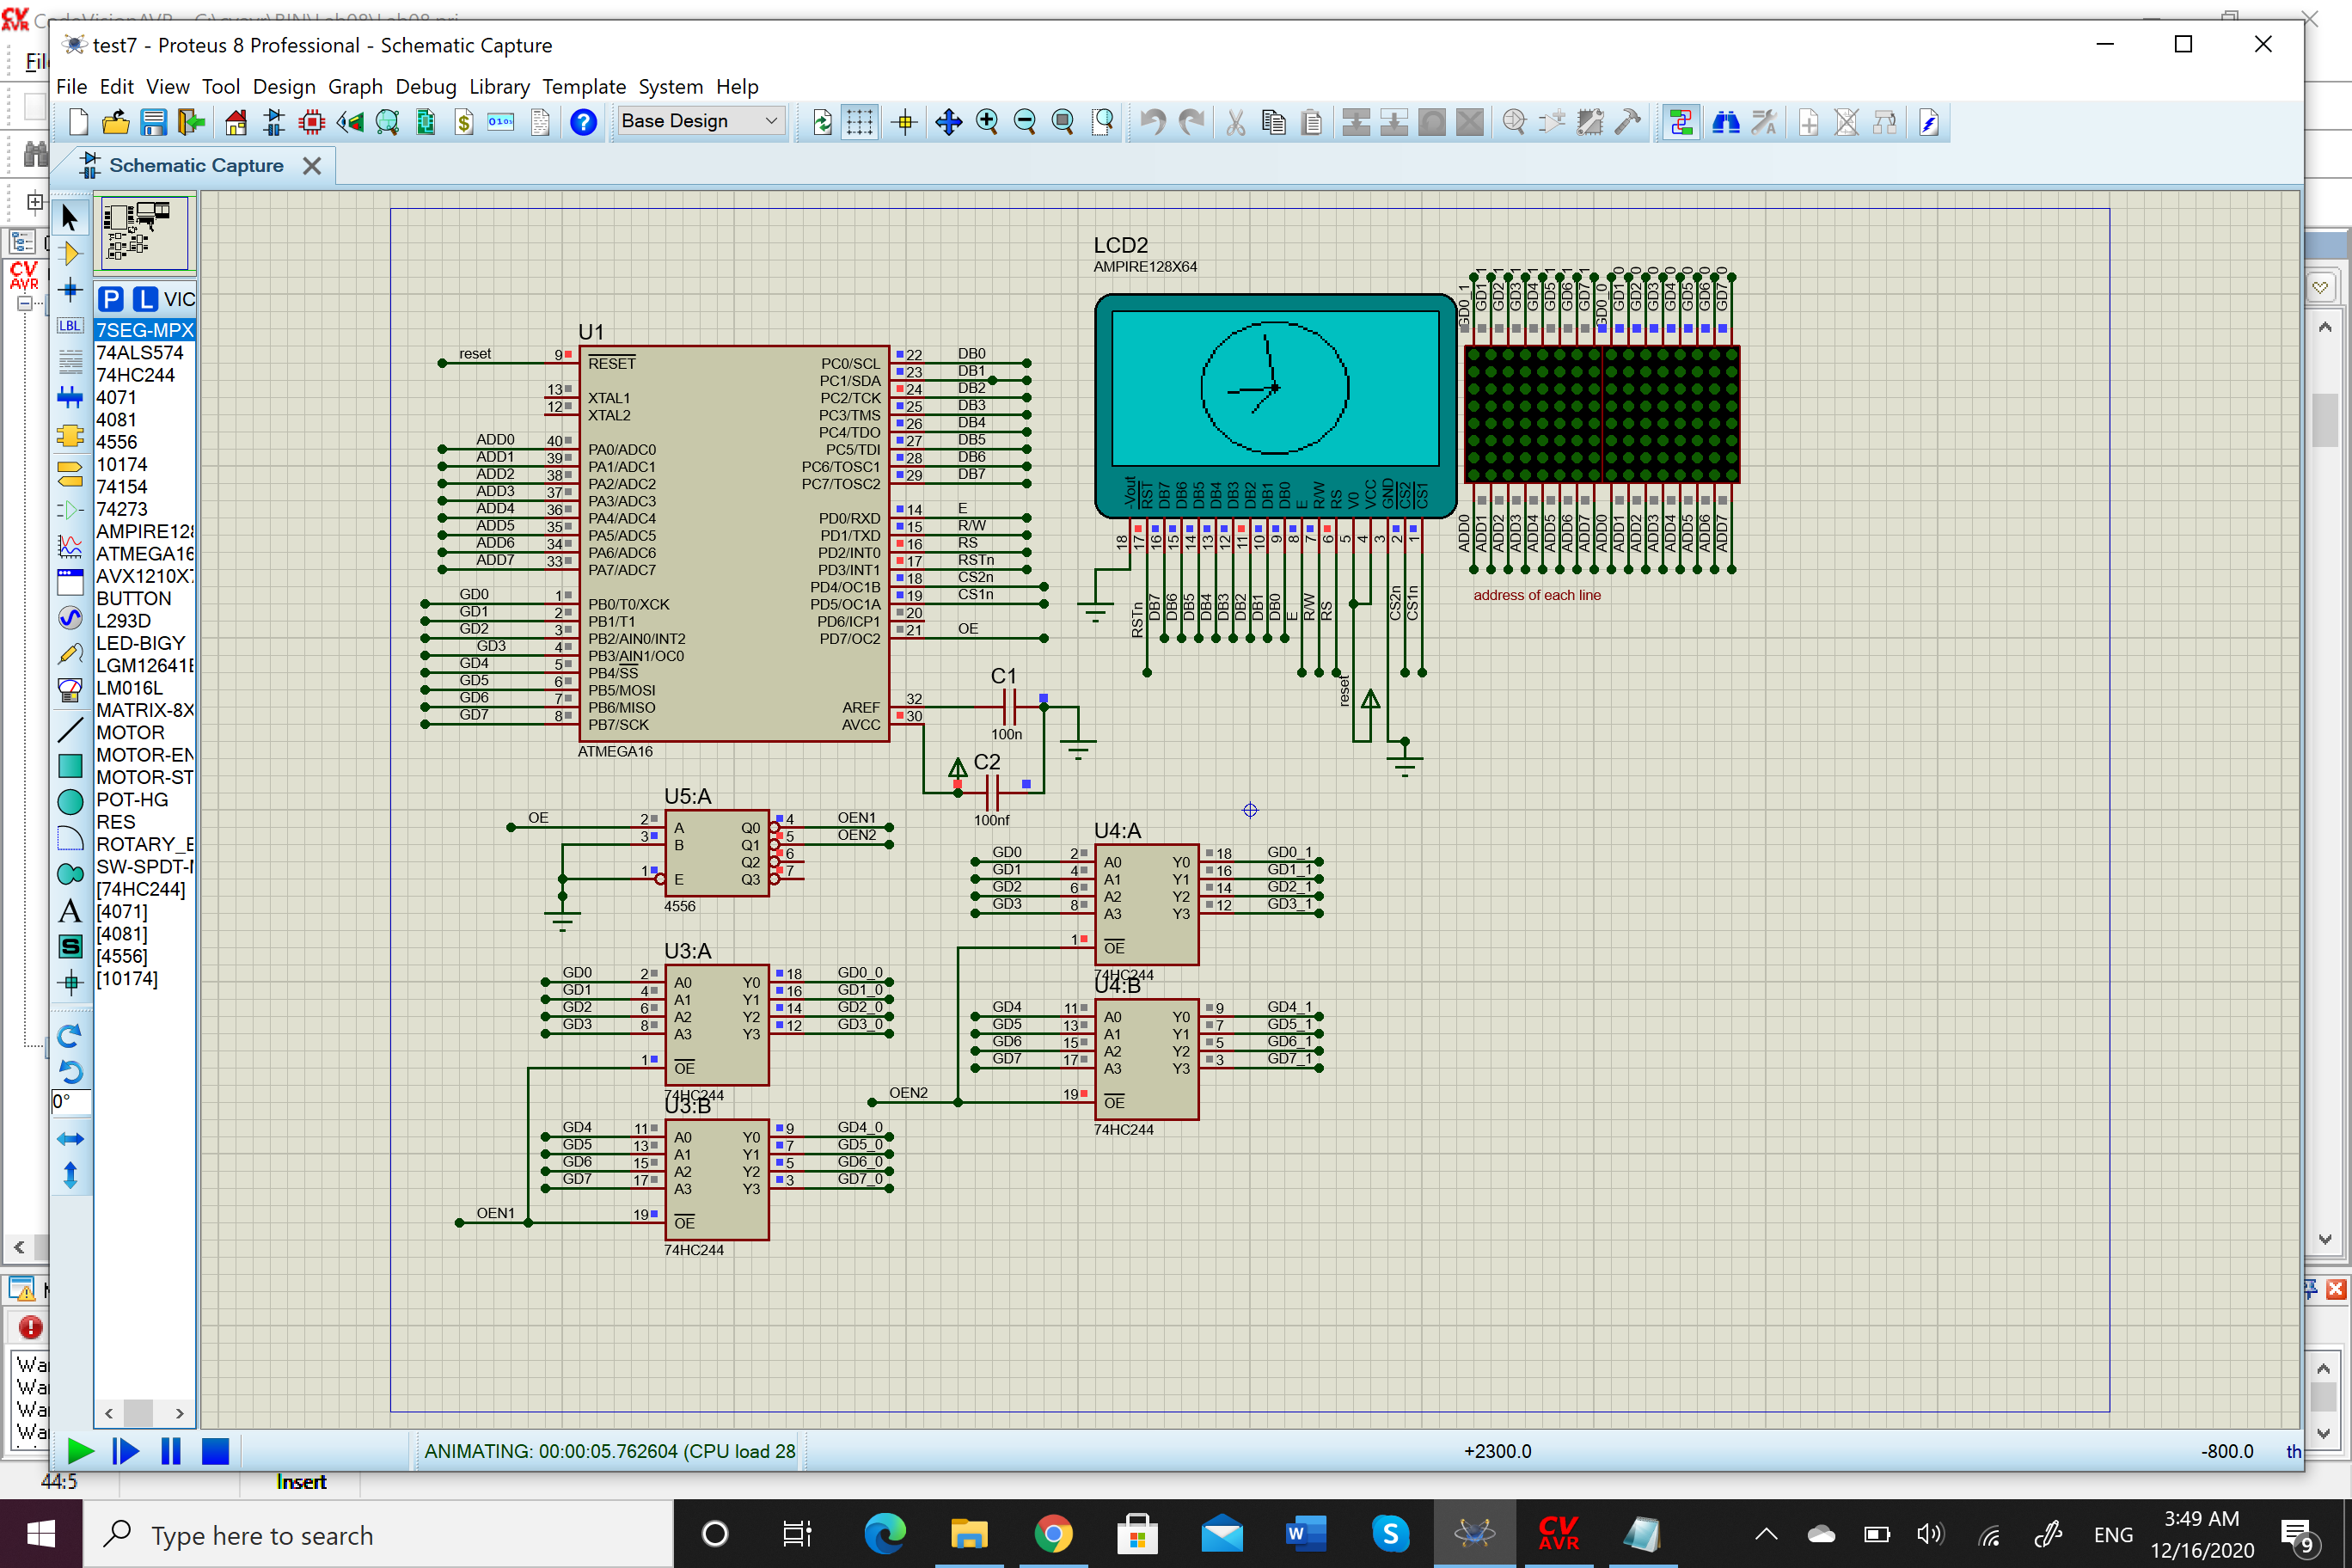 test7 - Proteus 8 Professional - Schematic Capture
File Edit View Tool Design Graph Debug Library Template System Help
Base Design
Schematic Capture
P L VIC
7SEG-MPX
74ALS574
74HC244
4071
4081
4556
10174
74154
74273
AMPIRE12
ATMEGA16
AVX1210X
BUTTON
L293D
LED-BIGY
LGM12641
LM016L
MATRIX-8X
MOTOR
MOTOR-EN
MOTOR-ST
POT-HG
RES
ROTARY_E
SW-SPDT-
[74HC244]
[4071]
[4081]
[4556]
[10174]
LBL
A
S
0°
U1
reset 9 RESET
13 XTAL1
12 XTAL2
ADD0 40 PA0/ADC0
ADD1 39 PA1/ADC1
ADD2 38 PA2/ADC2
ADD3 37 PA3/ADC3
ADD4 36 PA4/ADC4
ADD5 35 PA5/ADC5
ADD6 34 PA6/ADC6
ADD7 33 PA7/ADC7
GD0 1 PB0/T0/XCK
GD1 2 PB1/T1
GD2 3 PB2/AIN0/INT2
GD3 4 PB3/AIN1/OC0
GD4 5 PB4/SS
GD5 6 PB5/MOSI
GD6 7 PB6/MISO
GD7 8 PB7/SCK
PC0/SCL 22 DB0
PC1/SDA 23 DB1
PC2/TCK 24 DB2
PC3/TMS 25 DB3
PC4/TDO 26 DB4
PC5/TDI 27 DB5
PC6/TOSC1 28 DB6
PC7/TOSC2 29 DB7
PD0/RXD 14 E
PD1/TXD 15 R/W
PD2/INT0 16 RS
PD3/INT1 17 RSTn
PD4/OC1B 18 CS2n
PD5/OC1A 19 CS1n
PD6/ICP1 20
PD7/OC2 21 OE
AREF 32
AVCC 30
ATMEGA16
C1
100n
C2
100nf
LCD2
AMPIRE128X64
-Vout RST DB7 DB6 DB5 DB4 DB3 DB2 DB1 DB0 E R/W RS V0 VCC GND CS2 CS1
18 17 16 15 14 13 12 11 10 9 8 7 6 5 4 3 2 1
RSTn DB7 DB6 DB5 DB4 DB3 DB2 DB1 DB0 E R/W RS CS2n CS1n
reset
GD0_1 GD1_1 GD2_1 GD3_1 GD4_1 GD5_1 GD6_1 GD7_1 GD0_0 GD1_0 GD2_0 GD3_0 GD4_0 GD5_0 GD6_0 GD7_0
ADD0 ADD1 ADD2 ADD3 ADD4 ADD5 ADD6 ADD7 ADD0 ADD1 ADD2 ADD3 ADD4 ADD5 ADD6 ADD7
address of each line
U5:A
OE 2 A Q0 4 OEN1
3 B Q1 5 OEN2
Q2 6
1 E Q3 7
4556
U3:A
GD0 2 A0 Y0 18 GD0_0
GD1 4 A1 Y1 16 GD1_0
GD2 6 A2 Y2 14 GD2_0
GD3 8 A3 Y3 12 GD3_0
1 OE
74HC244
U3:B
GD4 11 A0 Y0 9 GD4_0
GD5 13 A1 Y1 7 GD5_0
GD6 15 A2 Y2 5 GD6_0
GD7 17 A3 Y3 3 GD7_0
OEN1 19 OE
74HC244
U4:A
GD0 2 A0 Y0 18 GD0_1
GD1 4 A1 Y1 16 GD1_1
GD2 6 A2 Y2 14 GD2_1
GD3 8 A3 Y3 12 GD3_1
1 OE
74HC244
U4:B
GD4 11 A0 Y0 9 GD4_1
GD5 13 A1 Y1 7 GD5_1
GD6 15 A2 Y2 5 GD6_1
GD7 17 A3 Y3 3 GD7_1
OEN2 19 OE
74HC244
ANIMATING: 00:00:05.762604 (CPU load 28
+2300.0
-800.0
th
44:5 Insert
Type here to search
CV AVR
ENG
3:49 AM
12/16/2020
9